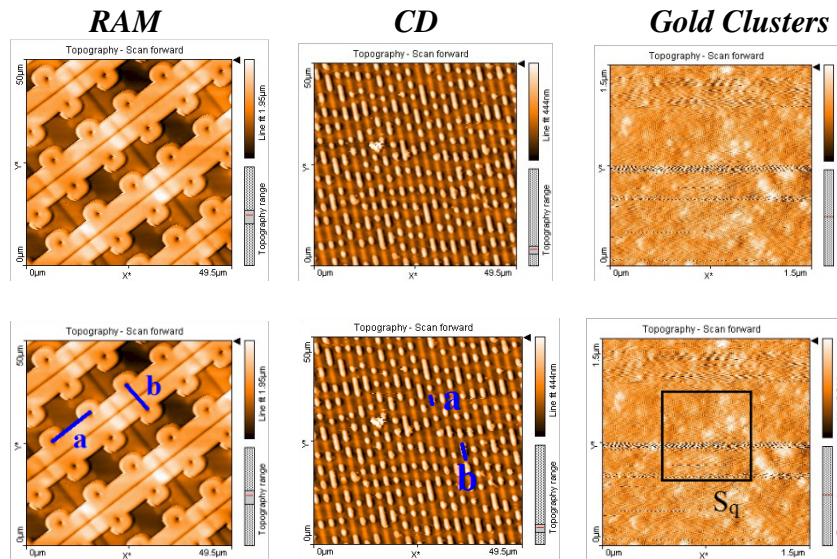 RAM
CD
Gold Clusters
Topography - Scan forward
50µm
Y*
0µm
0µm
X*
49.5µm
Line fit 1.95µm
Topography range
Topography - Scan forward
50µm
Y*
0µm
0µm
X*
49.5µm
Line fit 444nm
Topography range
Topography - Scan forward
1.5µm
Y*
0µm
0µm
X*
1.5µm
Topography - Scan forward
50µm
Y*
0µm
0µm
X*
49.5µm
Line fit 1.95µm
Topography range
a
b
Topography - Scan forward
50µm
Y*
0µm
0µm
X*
49.5µm
Line fit 444nm
Topography range
a
b
Topography - Scan forward
1.5µm
Y*
0µm
0µm
X*
1.5µm
Sq